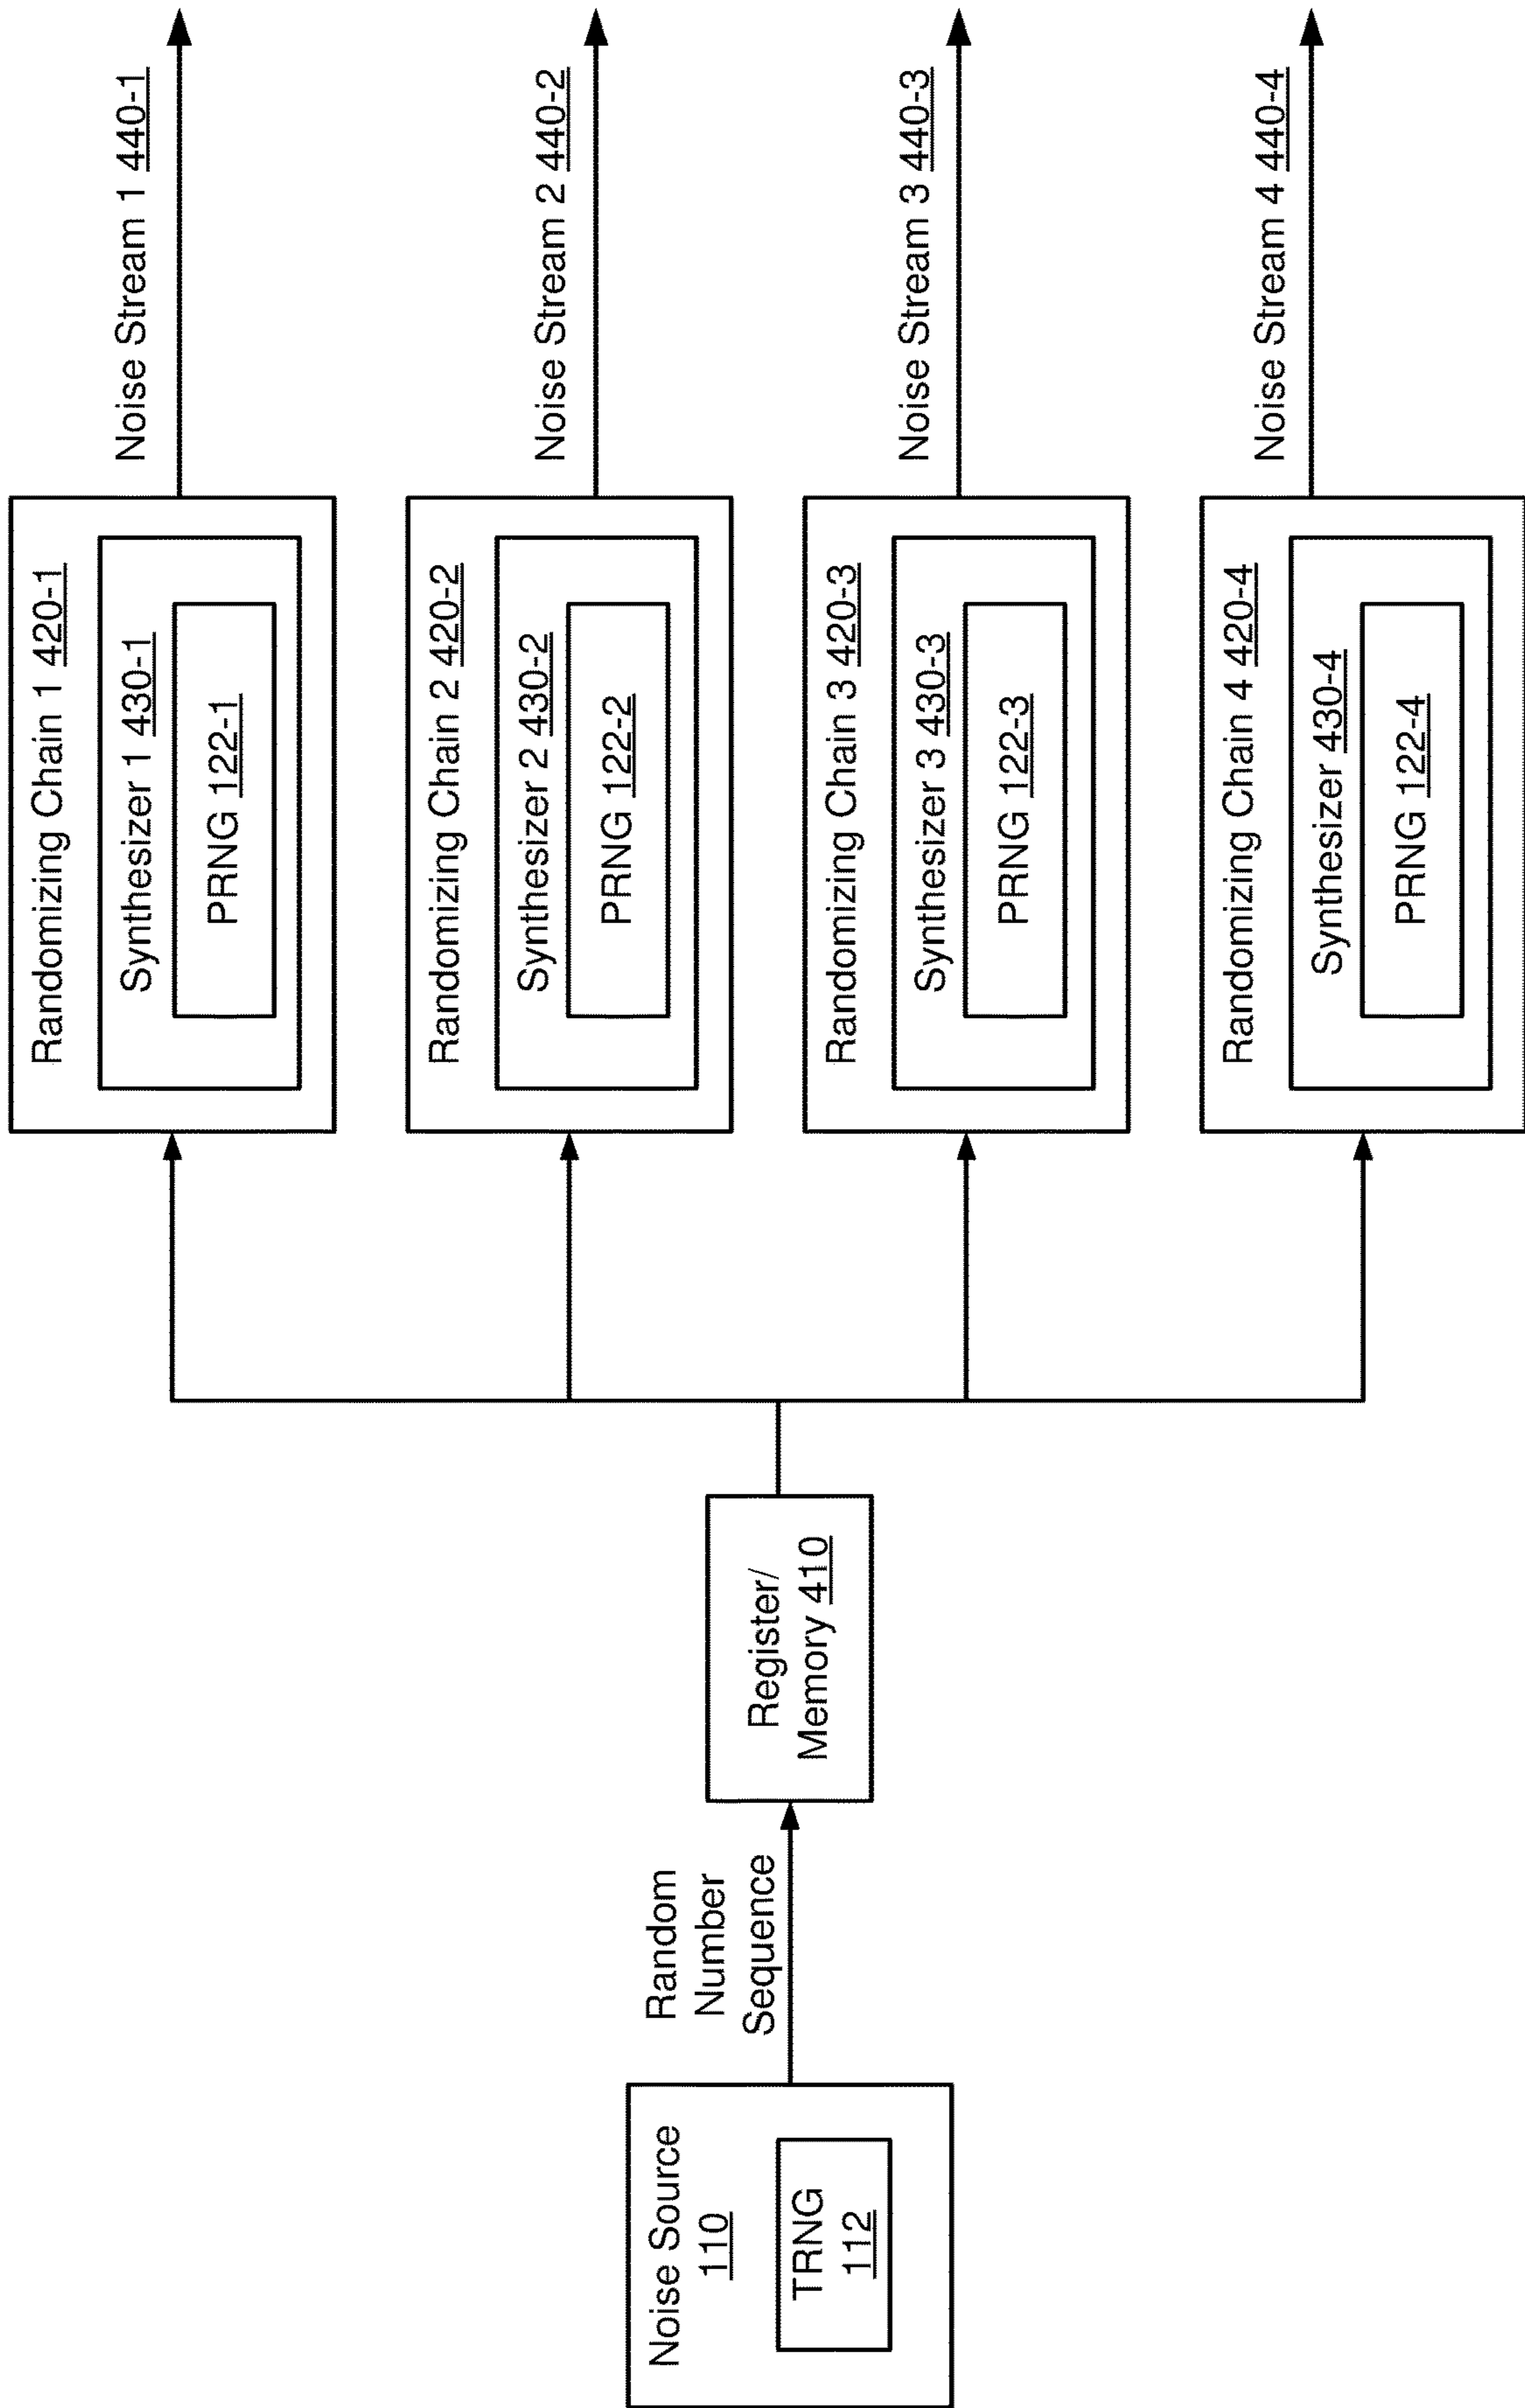 Noise Source
110
TRNG
112
Random
Number
Sequence
Register/
Memory 410
Randomizing Chain 1 420-1
Synthesizer 1 430-1
PRNG 122-1
Noise Stream 1 440-1
Randomizing Chain 2 420-2
Synthesizer 2 430-2
PRNG 122-2
Noise Stream 2 440-2
Randomizing Chain 3 420-3
Synthesizer 3 430-3
PRNG 122-3
Noise Stream 3 440-3
Randomizing Chain 4 420-4
Synthesizer 430-4
PRNG 122-4
Noise Stream 4 440-4